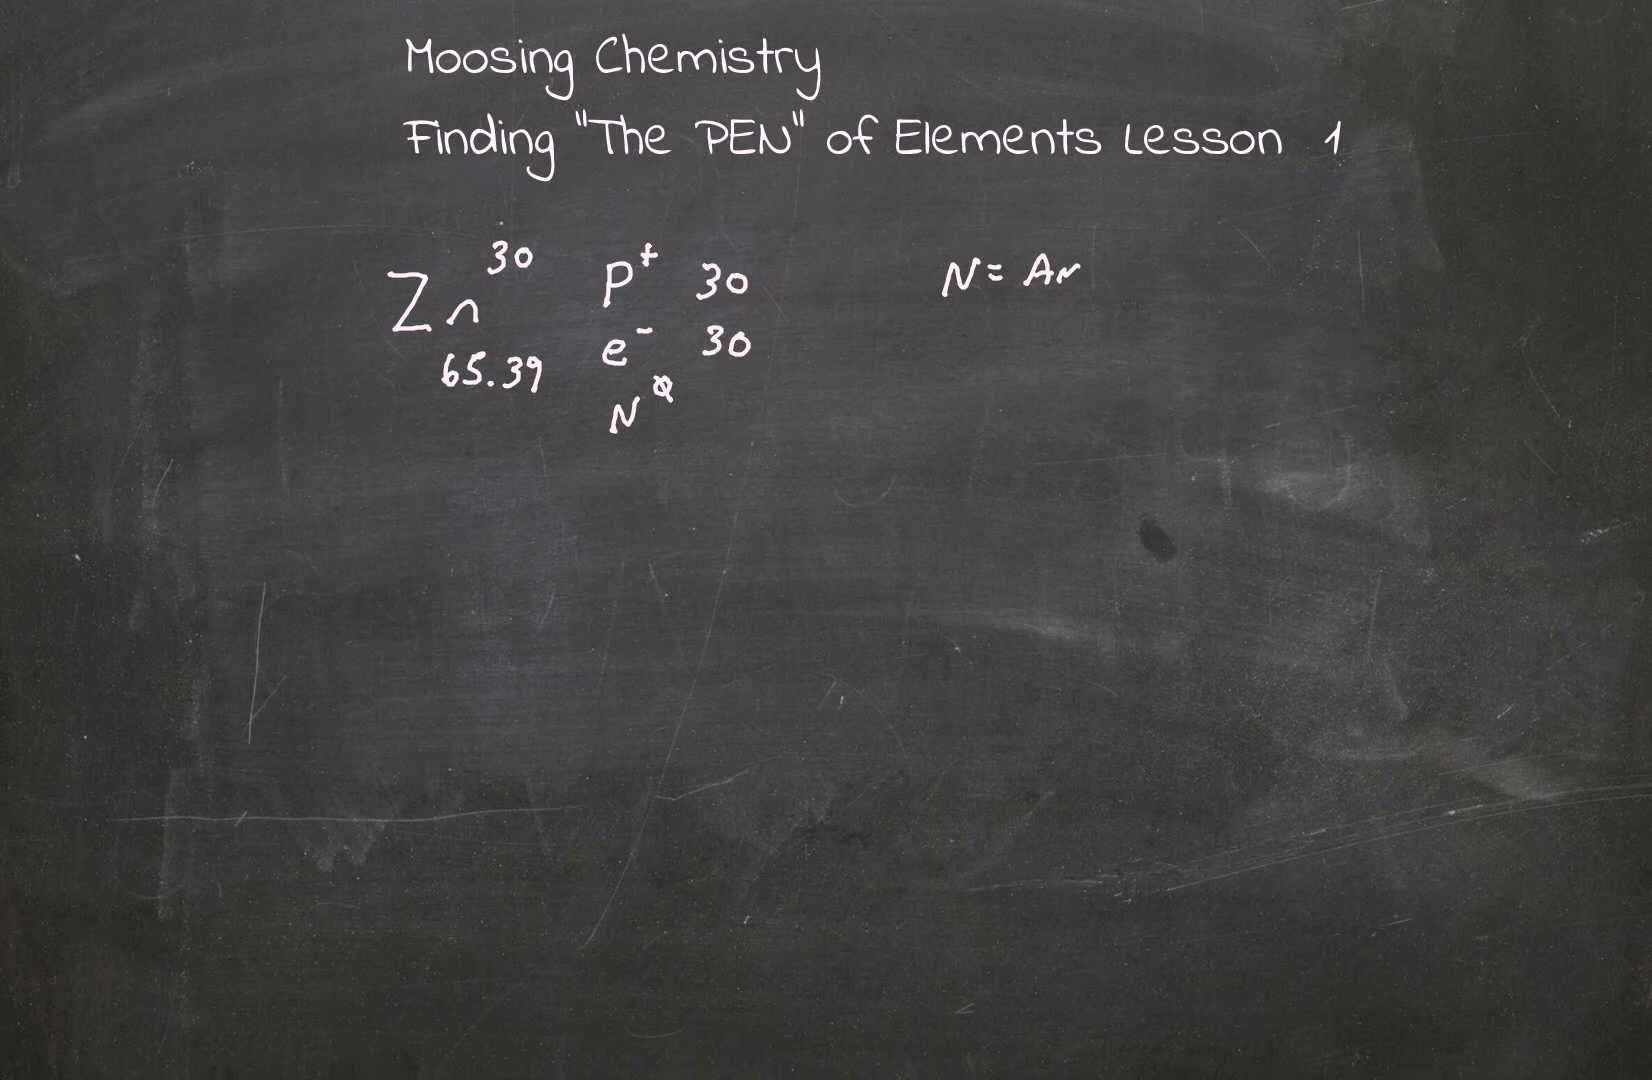 Moosing Chemistry
Finding "The PEN" of Elements Lesson 1
Zn 30 65.39
P+ 30
e- 30
N
N = Ar